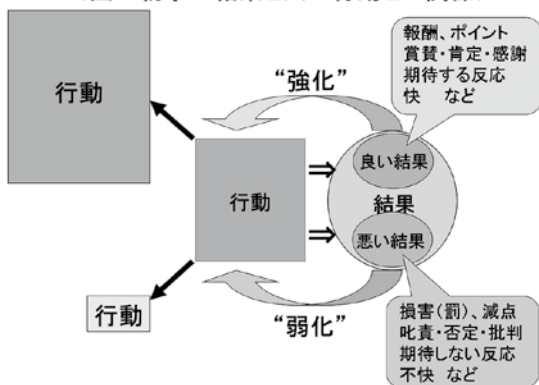 報酬、ポイント
賞賛・肯定・感謝
期待する反応
快 など
“強化”
行動
行動
良い結果
結果
悪い結果
行動
“弱化”
損害(罰)、減点
叱責・否定・批判
期待しない反応
不快 など